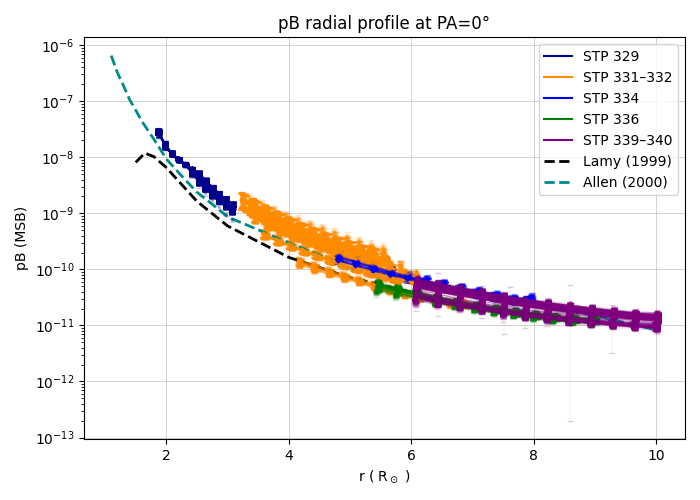 pB radial profile at PA=0°
pB (MSB)
10⁻⁶
10⁻⁷
10⁻⁸
10⁻⁹
10⁻¹⁰
10⁻¹¹
10⁻¹²
10⁻¹³
STP 329
STP 331–332
STP 334
STP 336
STP 339–340
Lamy (1999)
Allen (2000)
2 4 6 8 10
r ( R⊙ )